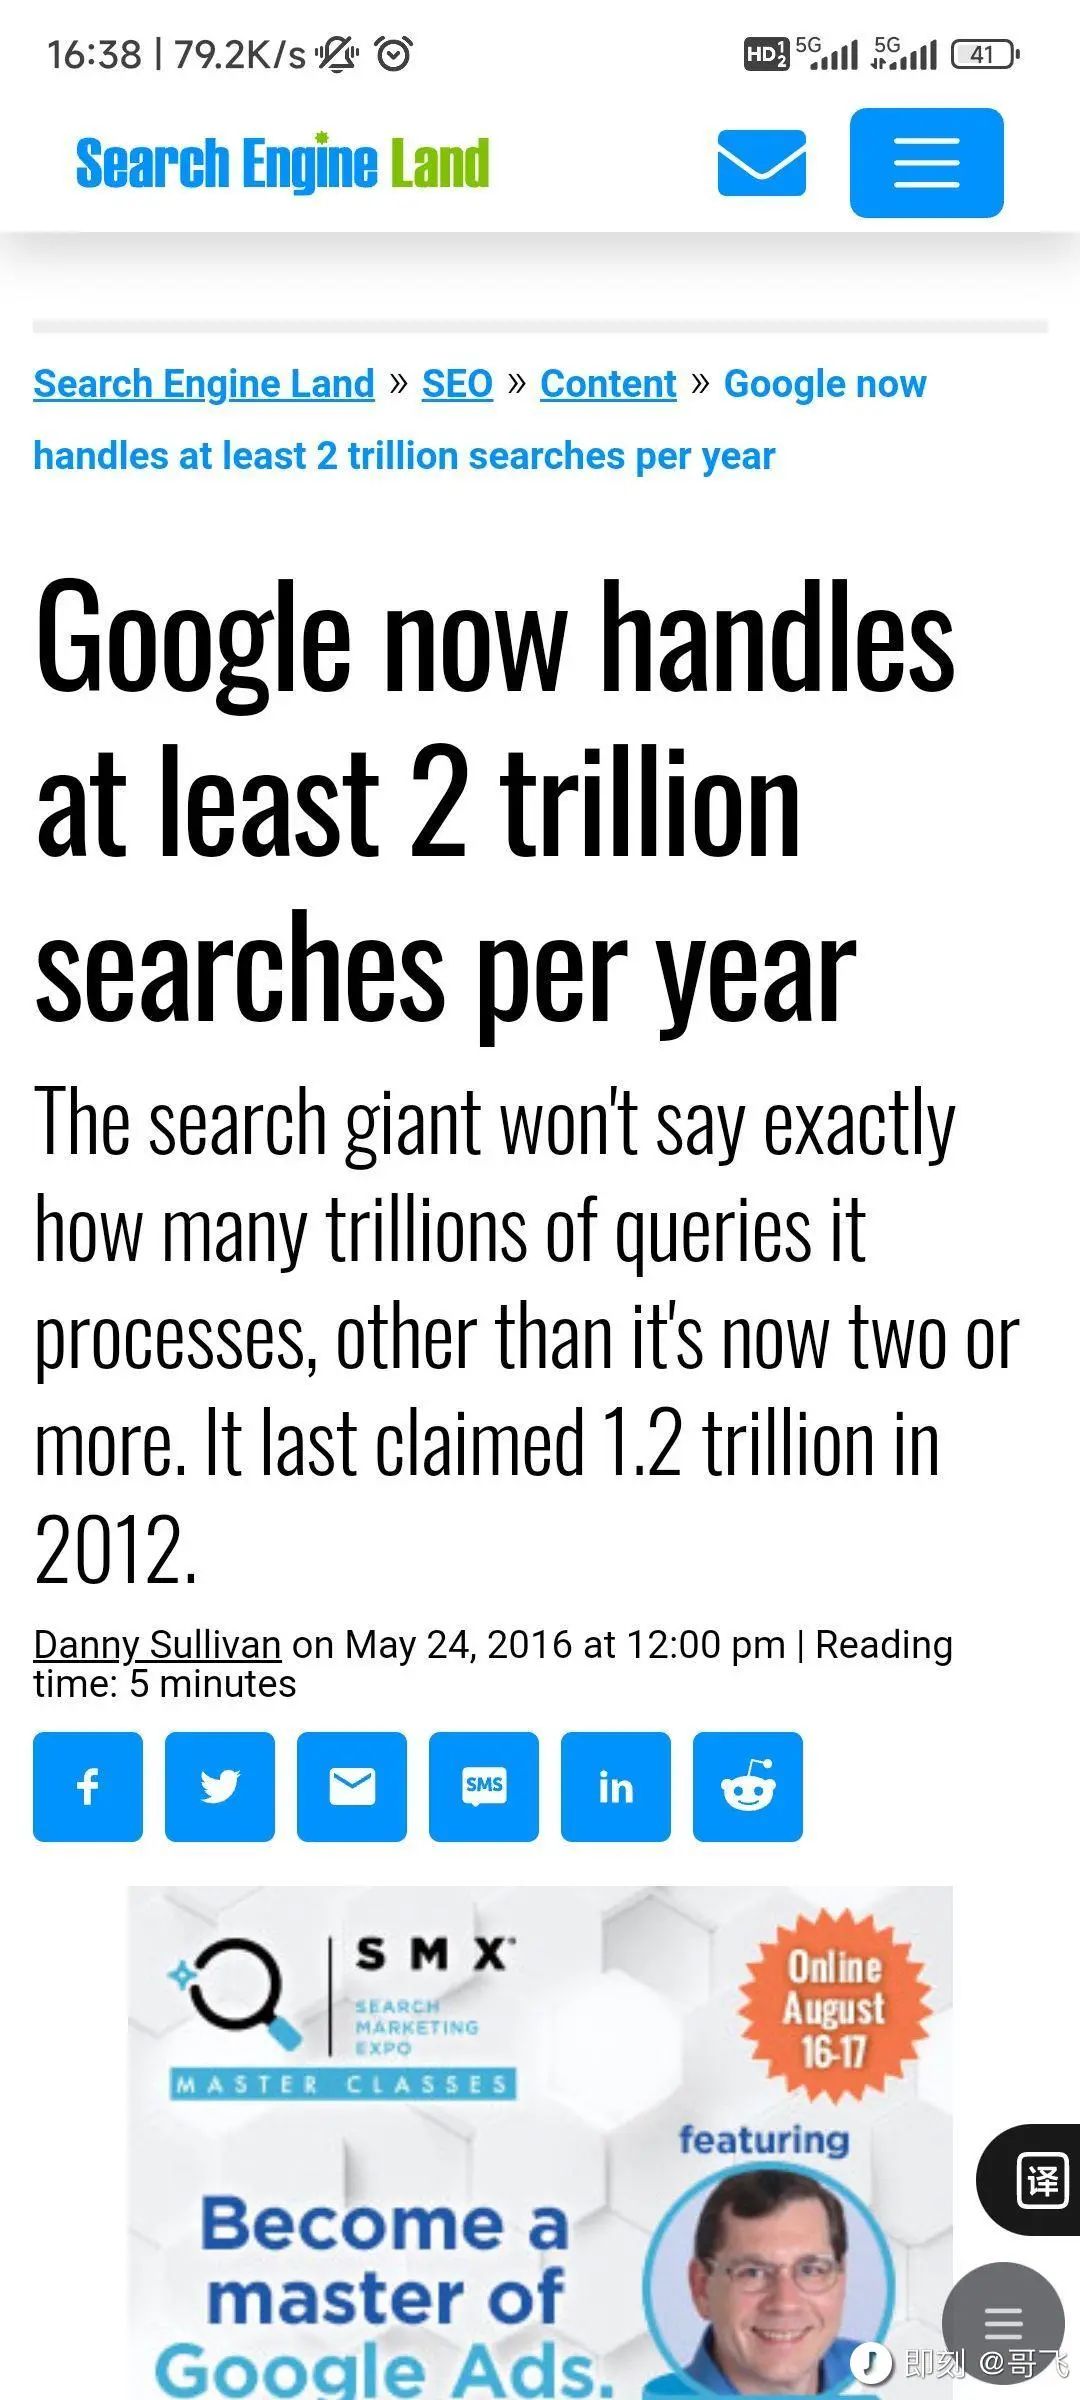 16:38 | 79.2K/s
HD 1 2 5G 5G 41
Search Engine Land
Search Engine Land » SEO » Content » Google now
handles at least 2 trillion searches per year
Google now handles
at least 2 trillion
searches per year
The search giant won't say exactly
how many trillions of queries it
processes, other than it's now two or
more. It last claimed 1.2 trillion in
2012.
Danny Sullivan on May 24, 2016 at 12:00 pm | Reading
time: 5 minutes
f
SMS
in
SMX
SEARCH
MARKETING
EXPO
MASTER CLASSES
Online
August
16-17
featuring
Become a
master of
Google Ads.
译
即刻 @哥飞